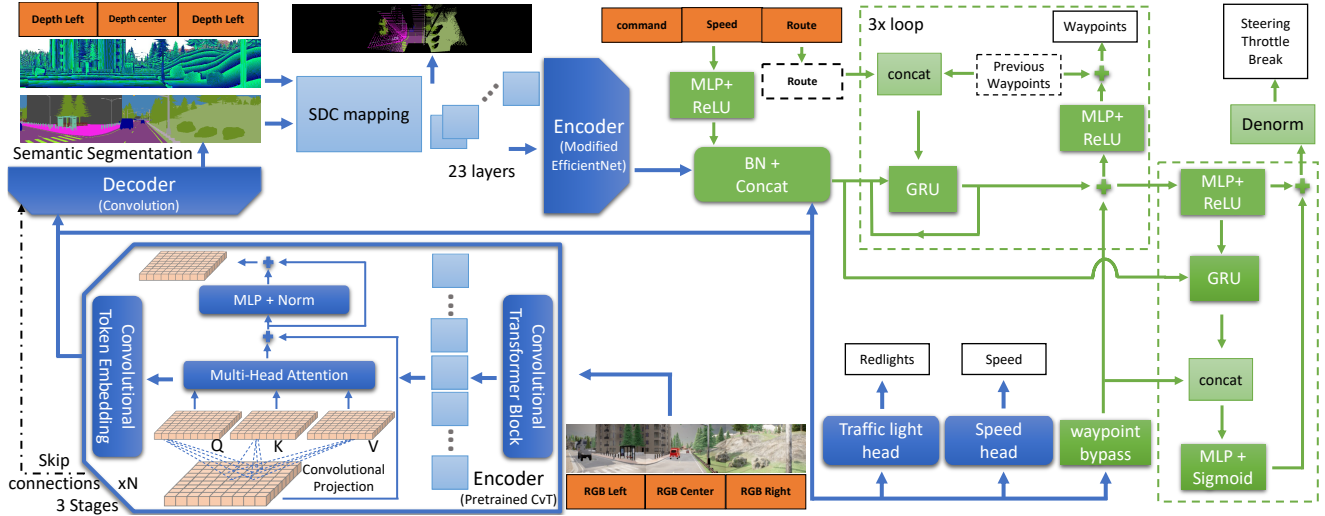 Depth Left
Depth center
Depth Left
command
Speed
Route
3x loop
Waypoints
Steering
Throttle
Break
SDC mapping
Encoder
(Modified
EfficientNet)
MLP+
ReLU
Route
concat
Previous
Waypoints
MLP+
ReLU
Denorm
Semantic Segmentation
23 layers
Decoder
(Convolution)
BN +
Concat
GRU
MLP+
ReLU
GRU
MLP + Norm
Convolutional
Token Embedding
Convolutional
Transformer Block
Multi-Head Attention
Q
K
V
Convolutional
Projection
Encoder
(Pretrained CvT)
Skip
connections
xN
3 Stages
RGB Left
RGB Center
RGB Right
Redlights
Speed
Traffic light
head
Speed
head
waypoint
bypass
concat
MLP +
Sigmoid